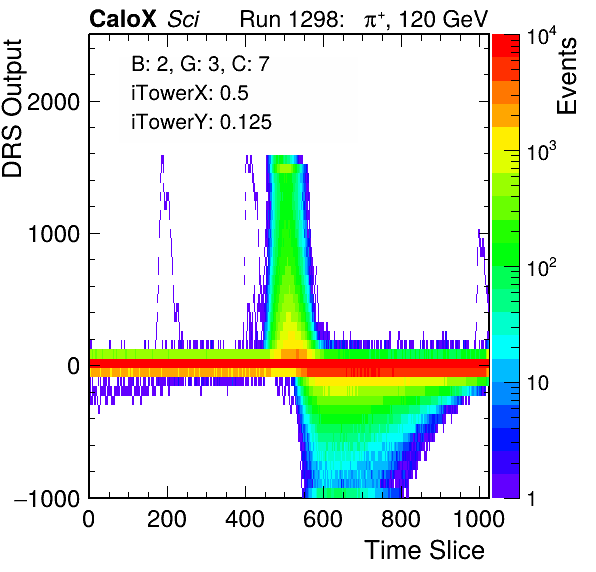 CaloX Sci Run 1298: π⁺, 120 GeV
B: 2, G: 3, C: 7
iTowerX: 0.5
iTowerY: 0.125
DRS Output
2000
1000
0
−1000
0 200 400 600 800 1000
Time Slice
Events
10⁴
10³
10²
10
1